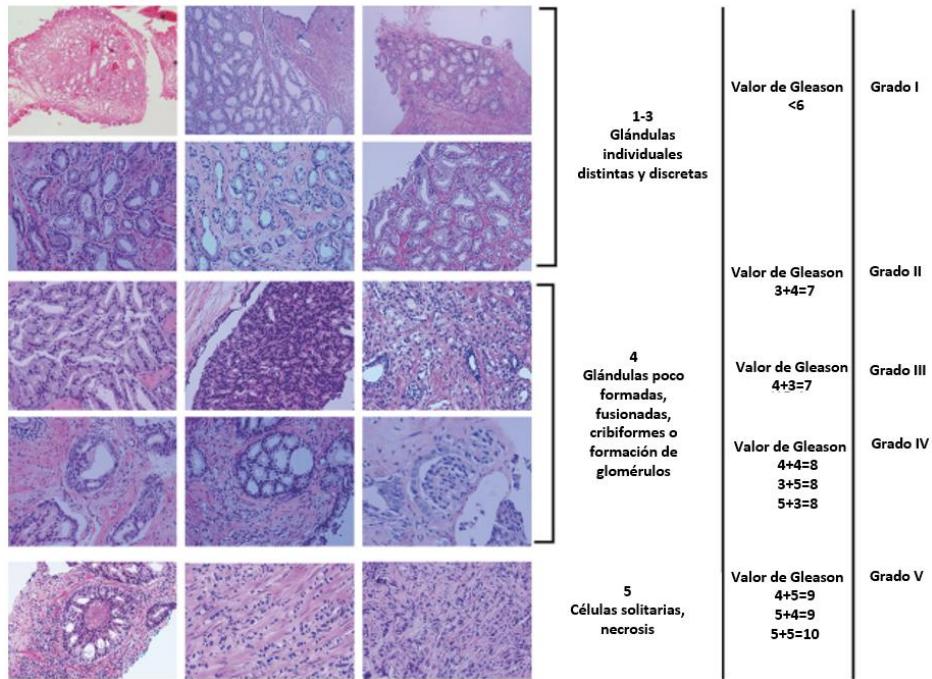 1-3
Glándulas
individuales
distintas y discretas
Valor de Gleason
<6
Grado I
Valor de Gleason
3+4=7
Grado II
4
Glándulas poco
formadas,
fusionadas,
cribiformes o
formación de
glomérulos
Valor de Gleason
4+3=7
Grado III
Valor de Gleason
4+4=8
3+5=8
5+3=8
Grado IV
5
Células solitarias,
necrosis
Valor de Gleason
4+5=9
5+4=9
5+5=10
Grado V